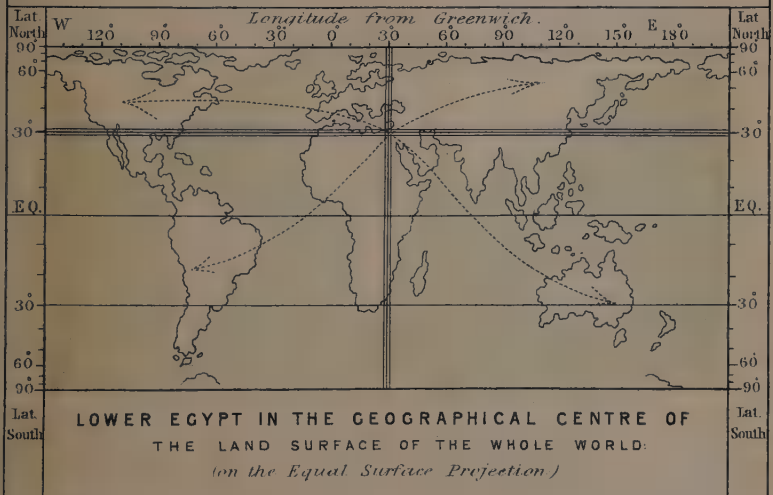 Lat. W Longitude from Greenwich. E Lat
North 120° 90° 60° 30° 0° 30° 60° 90° 120° 150° 180° North
90° 90°
60° 60°
30° 30°
EQ. EQ.
30° 30°
60° 60°
90° 90°
Lat. Lat.
South South
LOWER EGYPT IN THE GEOGRAPHICAL CENTRE OF
THE LAND SURFACE OF THE WHOLE WORLD:
(on the Equal Surface Projection)